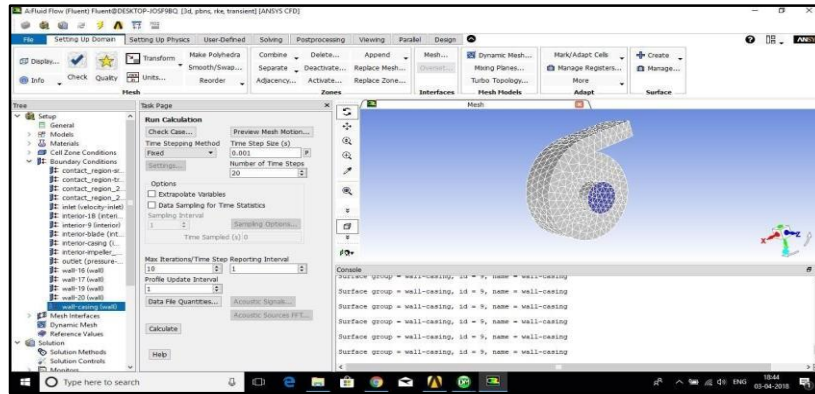 A:Fluid Flow (Fluent) Fluent@DESKTOP-JOSF9BQ [3d, pbns, rke, transient] [ANSYS CFD]
File Setting Up Domain Setting Up Physics User-Defined Solving Postprocessing Viewing Parallel Design
Display... Transform Make Polyhedra Combine Delete... Append Mesh... Dynamic Mesh... Mark/Adapt Cells Create
Smooth/Swap... Separate Deactivate... Replace Mesh... Overset... Mixing Planes... Manage Registers... Manage...
Info Check Quality Units... Reorder Adjacency... Activate... Replace Zone... Turbo Topology... More
Mesh Zones Interfaces Mesh Models Adapt Surface
Tree
Setup
General
Models
Materials
Cell Zone Conditions
Boundary Conditions
contact_region-sr...
contact_region-tr...
contact_region_2...
contact_region_2...
inlet (velocity-inlet)
interior-18 (interi...
interior-9 (interior)
interior-blade (int...
interior-casing (i...
interior-impeller_...
outlet (pressure-...
wall-16 (wall)
wall-17 (wall)
wall-19 (wall)
wall-20 (wall)
wall-casing (wall)
Mesh Interfaces
Dynamic Mesh
Reference Values
Solution
Solution Methods
Solution Controls
Monitors
Task Page
Run Calculation
Check Case... Preview Mesh Motion...
Time Stepping Method Time Step Size (s)
Fixed 0.001 P
Settings... Number of Time Steps
20
Options
Extrapolate Variables
Data Sampling for Time Statistics
Sampling Interval
1 Sampling Options...
Time Sampled (s) 0
Max Iterations/Time Step Reporting Interval
10 1
Profile Update Interval
1
Data File Quantities... Acoustic Signals...
Acoustic Sources FFT...
Calculate
Help
Mesh
Console
Surface group = wall-casing, id = 9, name = wall-casing
Surface group = wall-casing, id = 9, name = wall-casing
Surface group = wall-casing, id = 9, name = wall-casing
Surface group = wall-casing, id = 9, name = wall-casing
Surface group = wall-casing, id = 9, name = wall-casing
Type here to search
ENG
18:44
03-04-2018